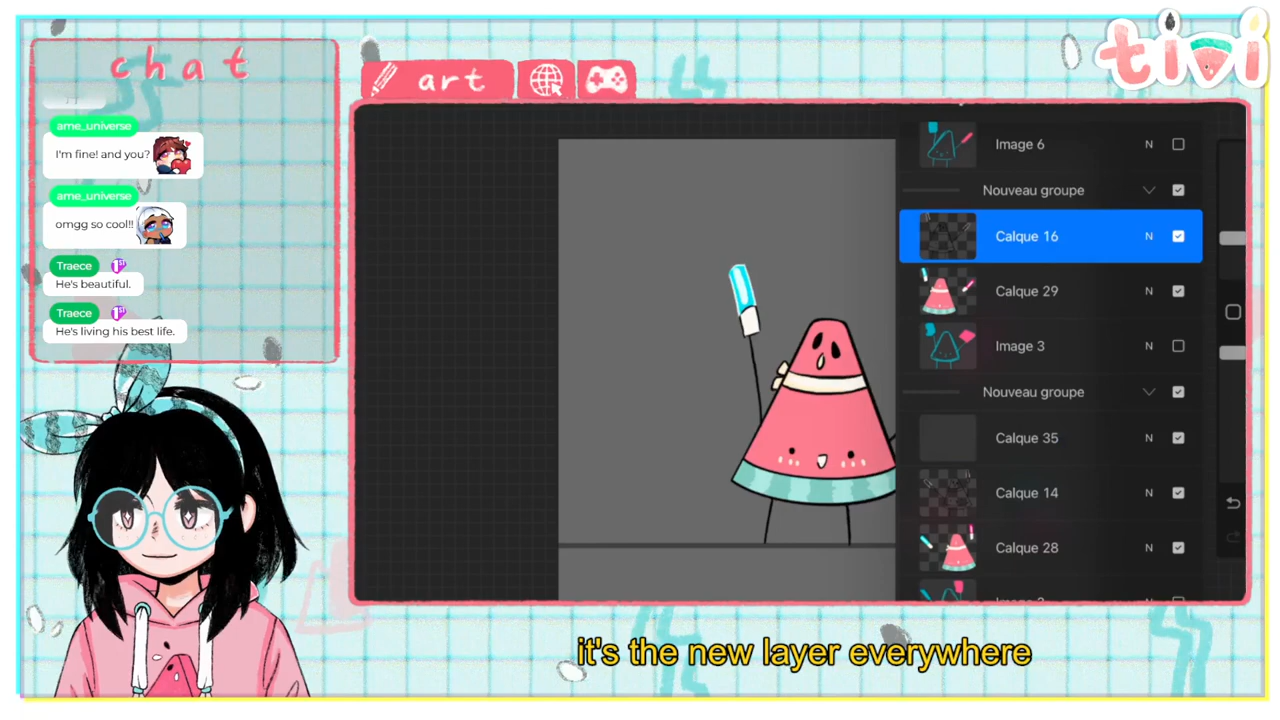 chat
ame_universe
I'm fine! and you?
ame_universe
omgg so cool!!
Traece 1ST
He's beautiful.
Traece 1ST
He's living his best life.
art
tivi
Image 6 N
Nouveau groupe
Calque 16 N
Calque 29 N
Image 3 N
Nouveau groupe
Calque 35 N
Calque 14 N
Calque 28 N
it's the new layer everywhere